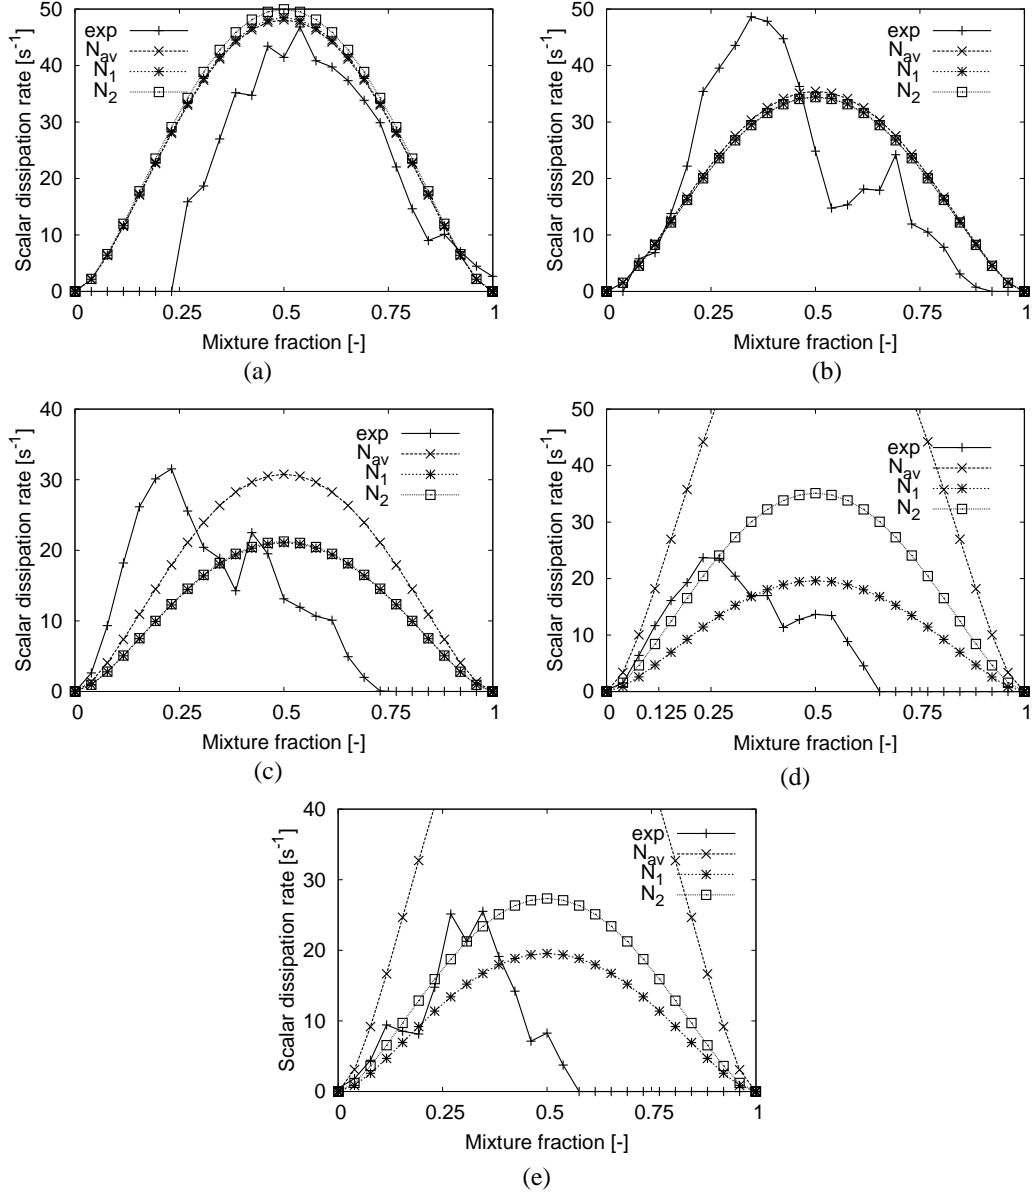 50
40
30
20
10
0
Scalar dissipation rate [s⁻¹]
exp
N_av
N_1
N_2
0 0.25 0.5 0.75 1
Mixture fraction [-]
(a)
50
40
30
20
10
0
Scalar dissipation rate [s⁻¹]
exp
N_av
N_1
N_2
0 0.25 0.5 0.75 1
Mixture fraction [-]
(b)
40
30
20
10
0
Scalar dissipation rate [s⁻¹]
exp
N_av
N_1
N_2
0 0.25 0.5 0.75 1
Mixture fraction [-]
(c)
50
40
30
20
10
0
Scalar dissipation rate [s⁻¹]
exp
N_av
N_1
N_2
0 0.125 0.25 0.5 0.75 1
Mixture fraction [-]
(d)
40
30
20
10
0
Scalar dissipation rate [s⁻¹]
exp
N_av
N_1
N_2
0 0.25 0.5 0.75 1
Mixture fraction [-]
(e)